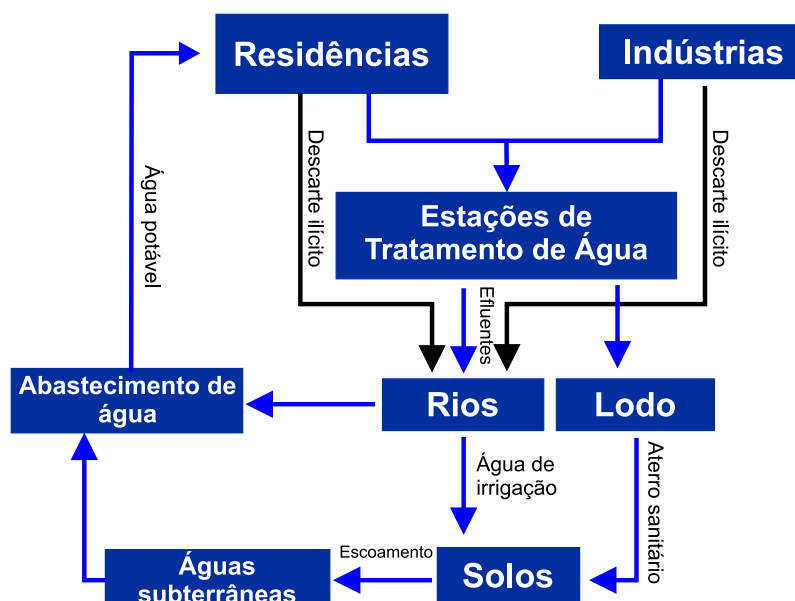 Residências
Indústrias
Descarte ilícito
Descarte ilícito
Água potável
Estações de
Tratamento de Água
Efluentes
Abastecimento de
água
Rios
Lodo
Água de
irrigação
Aterro sanitário
Escoamento
Águas
subterrâneas
Solos